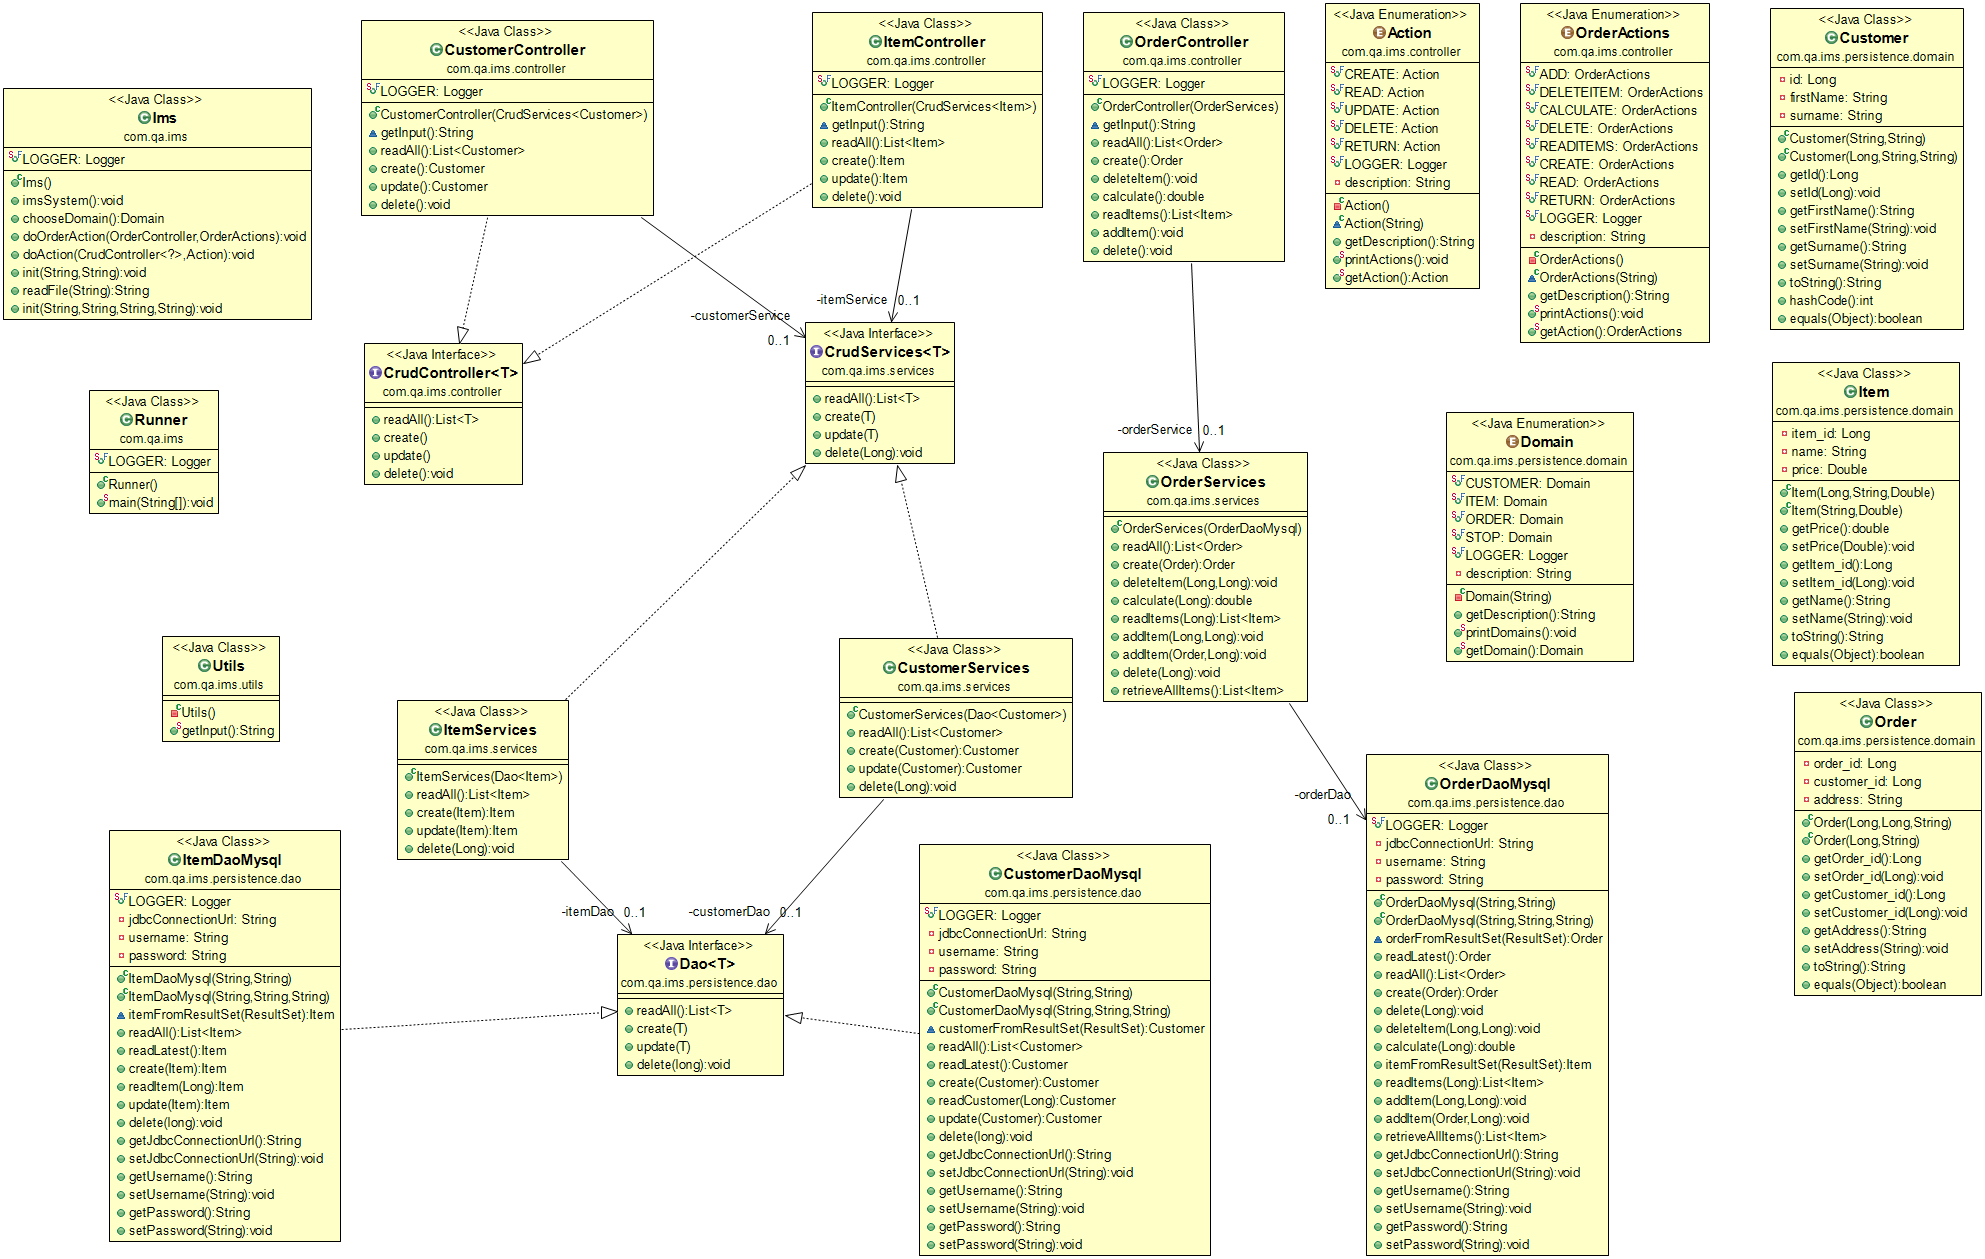 <<Java Class>>
CustomerController
com.qa.ims.controller
LOGGER: Logger
CustomerController(CrudServices<Customer>)
getInput():String
readAll():List<Customer>
create():Customer
update():Customer
delete():void
<<Java Class>>
ItemController
com.qa.ims.controller
LOGGER: Logger
ItemController(CrudServices<Item>)
getInput():String
readAll():List<Item>
create():Item
update():Item
delete():void
<<Java Class>>
OrderController
com.qa.ims.controller
LOGGER: Logger
OrderController(OrderServices)
getInput():String
readAll():List<Order>
create():Order
deleteItem():void
calculate():double
readItems():List<Item>
addItem():void
delete():void
<<Java Enumeration>>
Action
com.qa.ims.controller
CREATE: Action
READ: Action
UPDATE: Action
DELETE: Action
RETURN: Action
LOGGER: Logger
description: String
Action()
Action(String)
getDescription():String
printActions():void
getAction():Action
<<Java Enumeration>>
OrderActions
com.qa.ims.controller
ADD: OrderActions
DELETEITEM: OrderActions
CALCULATE: OrderActions
DELETE: OrderActions
READITEMS: OrderActions
CREATE: OrderActions
READ: OrderActions
RETURN: OrderActions
LOGGER: Logger
description: String
OrderActions()
OrderActions(String)
getDescription():String
printActions():void
getAction():OrderActions
<<Java Class>>
Customer
com.qa.ims.persistence.domain
id: Long
firstName: String
surname: String
Customer(String,String)
Customer(Long,String,String)
getId():Long
setId(Long):void
getFirstName():String
setFirstName(String):void
getSurname():String
setSurname(String):void
toString():String
hashCode():int
equals(Object):boolean
<<Java Class>>
Ims
com.qa.ims
LOGGER: Logger
Ims()
imsSystem():void
chooseDomain():Domain
doOrderAction(OrderController,OrderActions):void
doAction(CrudController<?>,Action):void
init(String,String):void
readFile(String):String
init(String,String,String,String):void
-itemService 0..1
-customerService
0..1
<<Java Interface>>
CrudController<T>
com.qa.ims.controller
readAll():List<T>
create()
update()
delete():void
<<Java Interface>>
CrudServices<T>
com.qa.ims.services
readAll():List<T>
create(T)
update(T)
delete(Long):void
-orderService 0..1
<<Java Class>>
Runner
com.qa.ims
LOGGER: Logger
Runner()
main(String[]):void
<<Java Class>>
OrderServices
com.qa.ims.services
OrderServices(OrderDaoMysql)
readAll():List<Order>
create(Order):Order
deleteItem(Long,Long):void
calculate(Long):double
readItems(Long):List<Item>
addItem(Long,Long):void
addItem(Order,Long):void
delete(Long):void
retrieveAllItems():List<Item>
<<Java Enumeration>>
Domain
com.qa.ims.persistence.domain
CUSTOMER: Domain
ITEM: Domain
ORDER: Domain
STOP: Domain
LOGGER: Logger
description: String
Domain(String)
getDescription():String
printDomains():void
getDomain():Domain
<<Java Class>>
Item
com.qa.ims.persistence.domain
item_id: Long
name: String
price: Double
Item(Long,String,Double)
Item(String,Double)
getPrice():double
setPrice(Double):void
getItem_id():Long
setItem_id(Long):void
getName():String
setName(String):void
toString():String
equals(Object):boolean
<<Java Class>>
Utils
com.qa.ims.utils
Utils()
getInput():String
<<Java Class>>
ItemServices
com.qa.ims.services
ItemServices(Dao<Item>)
readAll():List<Item>
create(Item):Item
update(Item):Item
delete(Long):void
<<Java Class>>
CustomerServices
com.qa.ims.services
CustomerServices(Dao<Customer>)
readAll():List<Customer>
create(Customer):Customer
update(Customer):Customer
delete(Long):void
-orderDao
0..1
<<Java Class>>
Order
com.qa.ims.persistence.domain
order_id: Long
customer_id: Long
address: String
Order(Long,Long,String)
Order(Long,String)
getOrder_id():Long
setOrder_id(Long):void
getCustomer_id():Long
setCustomer_id(Long):void
getAddress():String
setAddress(String):void
toString():String
equals(Object):boolean
<<Java Class>>
ItemDaoMysql
com.qa.ims.persistence.dao
LOGGER: Logger
jdbcConnectionUrl: String
username: String
password: String
ItemDaoMysql(String,String)
ItemDaoMysql(String,String,String)
itemFromResultSet(ResultSet):Item
readAll():List<Item>
readLatest():Item
create(Item):Item
readItem(Long):Item
update(Item):Item
delete(long):void
getJdbcConnectionUrl():String
setJdbcConnectionUrl(String):void
getUsername():String
setUsername(String):void
getPassword():String
setPassword(String):void
-itemDao 0..1
-customerDao 0..1
<<Java Interface>>
Dao<T>
com.qa.ims.persistence.dao
readAll():List<T>
create(T)
update(T)
delete(long):void
<<Java Class>>
CustomerDaoMysql
com.qa.ims.persistence.dao
LOGGER: Logger
jdbcConnectionUrl: String
username: String
password: String
CustomerDaoMysql(String,String)
CustomerDaoMysql(String,String,String)
customerFromResultSet(ResultSet):Customer
readAll():List<Customer>
readLatest():Customer
create(Customer):Customer
readCustomer(Long):Customer
update(Customer):Customer
delete(long):void
getJdbcConnectionUrl():String
setJdbcConnectionUrl(String):void
getUsername():String
setUsername(String):void
getPassword():String
setPassword(String):void
<<Java Class>>
OrderDaoMysql
com.qa.ims.persistence.dao
LOGGER: Logger
jdbcConnectionUrl: String
username: String
password: String
OrderDaoMysql(String,String)
OrderDaoMysql(String,String,String)
orderFromResultSet(ResultSet):Order
readLatest():Order
readAll():List<Order>
create(Order):Order
delete(Long):void
deleteItem(Long,Long):void
calculate(Long):double
itemFromResultSet(ResultSet):Item
readItems(Long):List<Item>
addItem(Long,Long):void
addItem(Order,Long):void
retrieveAllItems():List<Item>
getJdbcConnectionUrl():String
setJdbcConnectionUrl(String):void
getUsername():String
setUsername(String):void
getPassword():String
setPassword(String):void